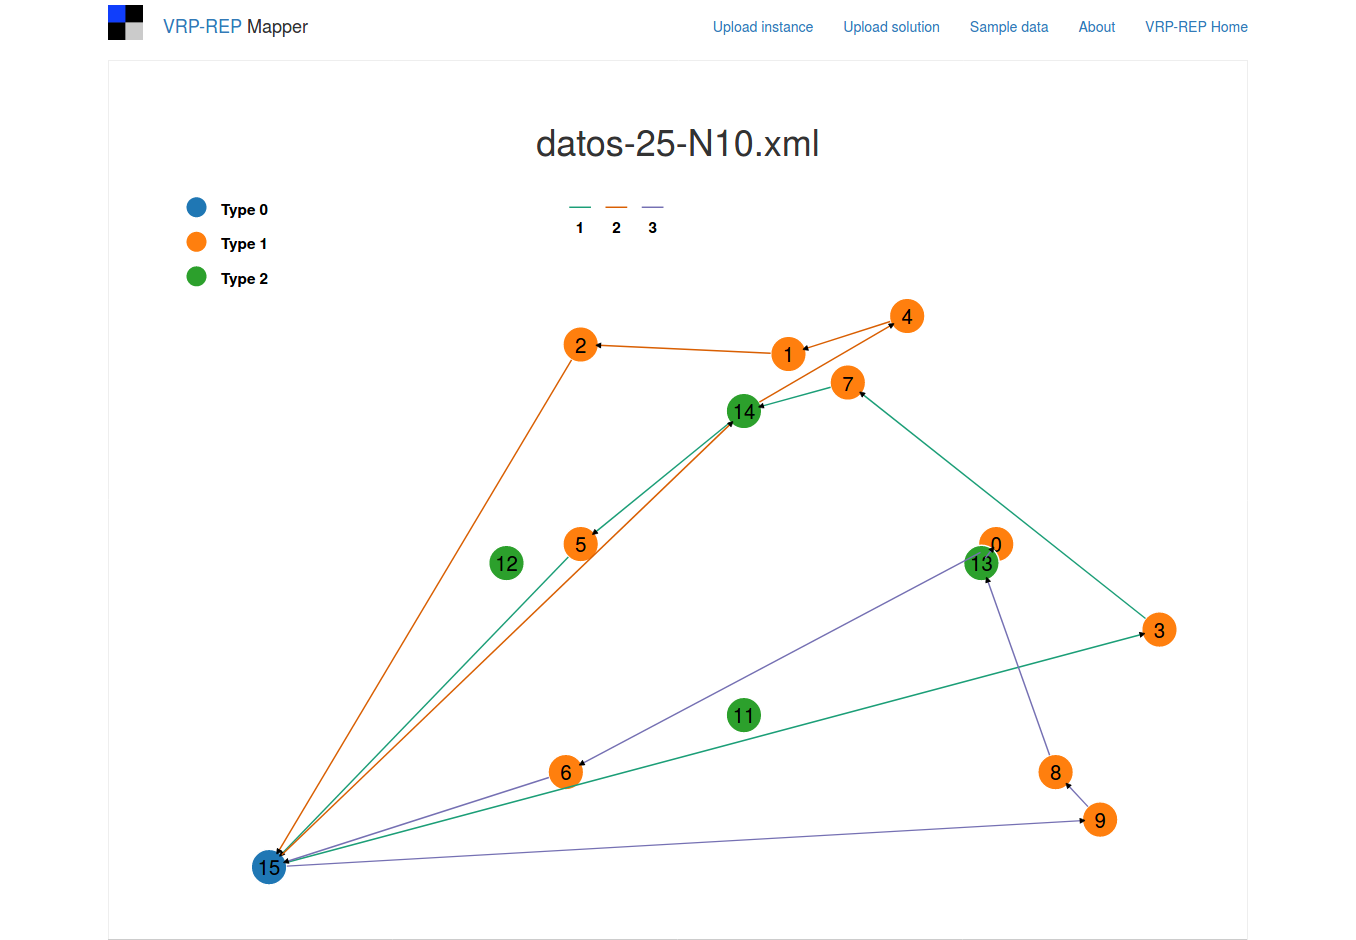 VRP-REP Mapper
Upload instance Upload solution Sample data About VRP-REP Home
datos-25-N10.xml
Type 0
Type 1
Type 2
1 2 3
4
2
1
7
14
5
0
12
13
3
11
6
8
9
15